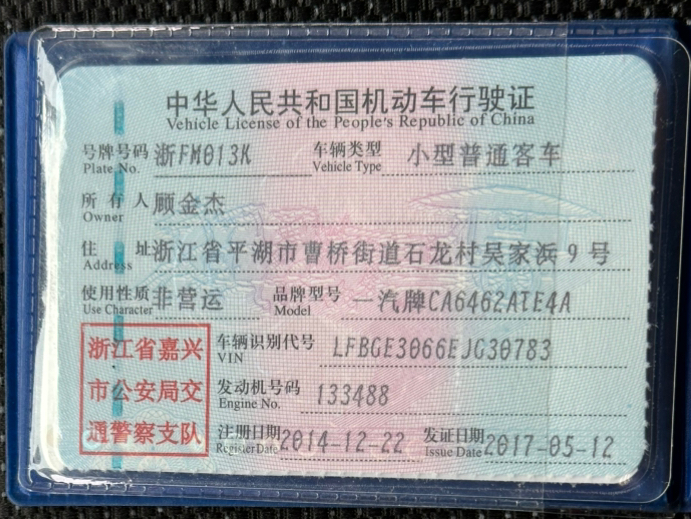 中华人民共和国机动车行驶证
Vehicle License of the People's Republic of China
号牌号码 浙FM013K 车辆类型 小型普通客车
Plate No. Vehicle Type
所有人 顾金杰
Owner
住址 浙江省平湖市曹桥街道石龙村吴家浜9号
Address
使用性质 非营运 品牌型号 一汽牌CA6462ATE4A
Use Character Model
浙江省嘉兴
市公安局交
通警察支队
车辆识别代号 LFBGE3066EJG30783
VIN
发动机号码 133488
Engine No.
注册日期 2014-12-22 发证日期 2017-05-12
Register Date Issue Date